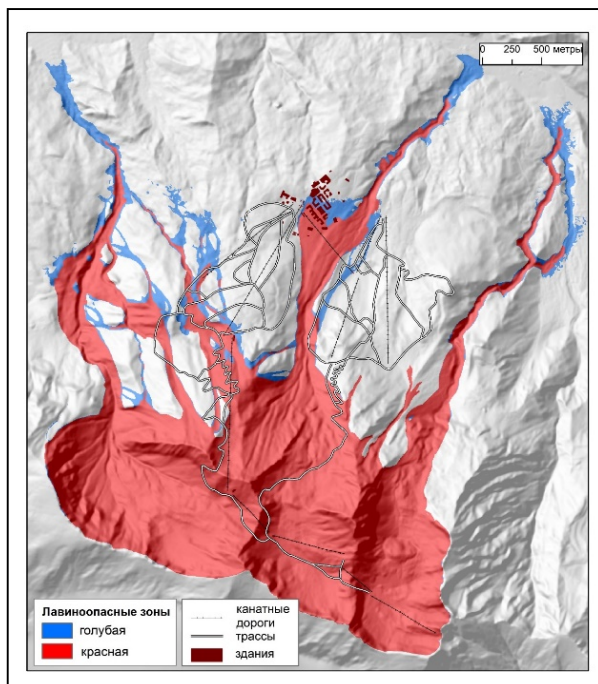 0 250 500 метры
Лавиноопасные зоны
голубая
красная
канатные
дороги
трассы
здания